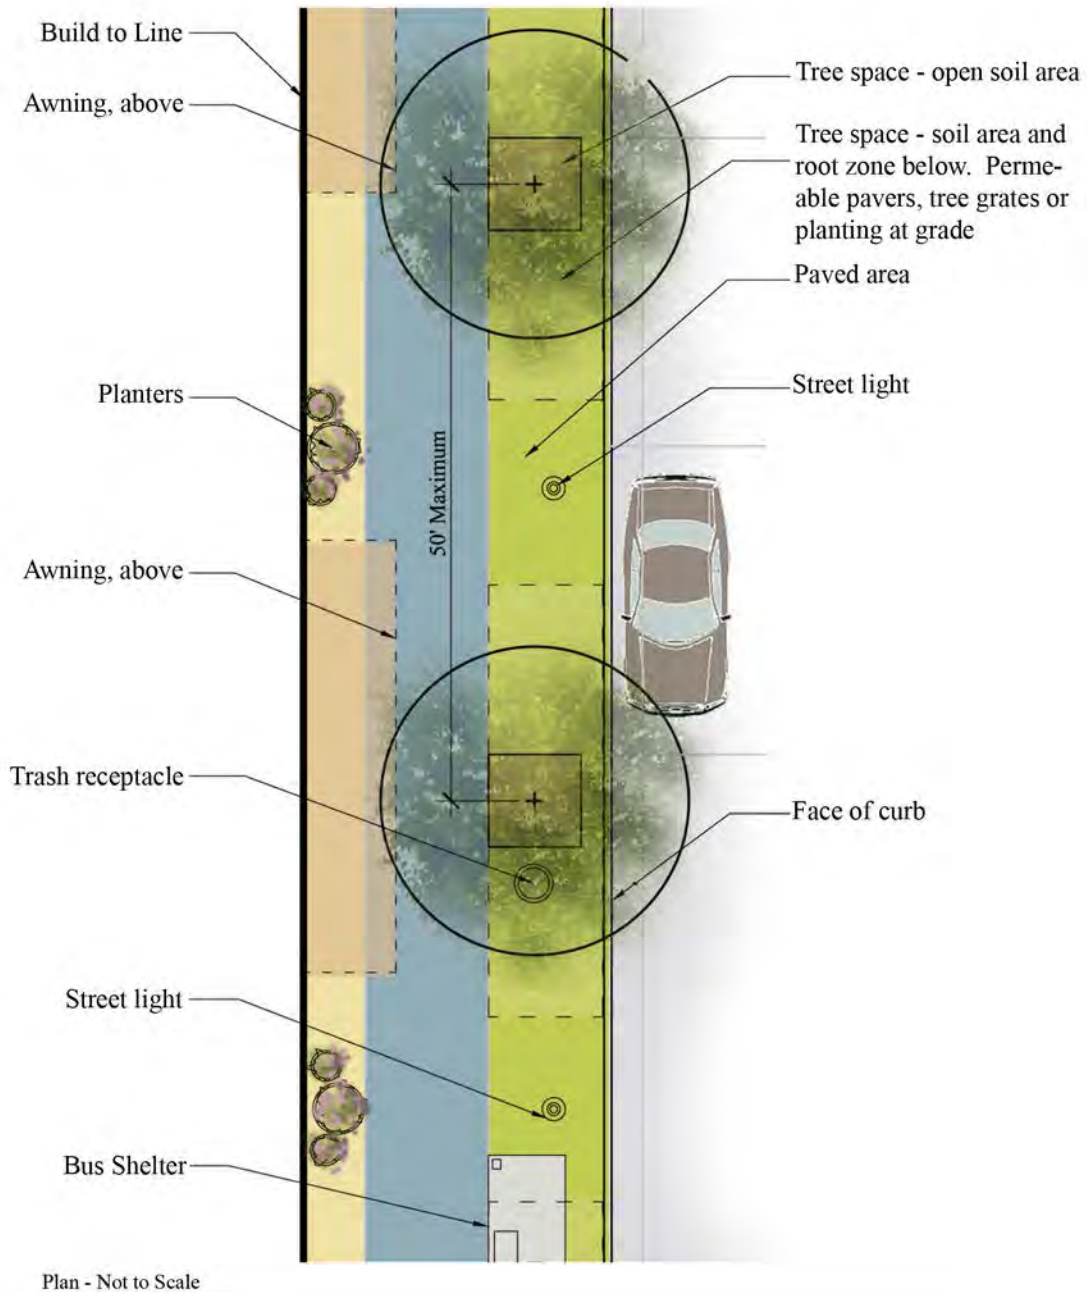 Build to Line
Awning, above
Planters
Awning, above
Trash receptacle
Street light
Bus Shelter
50' Maximum
Tree space - open soil area
Tree space - soil area and
root zone below.  Perme-
able pavers, tree grates or
planting at grade
Paved area
Street light
Face of curb
Plan - Not to Scale